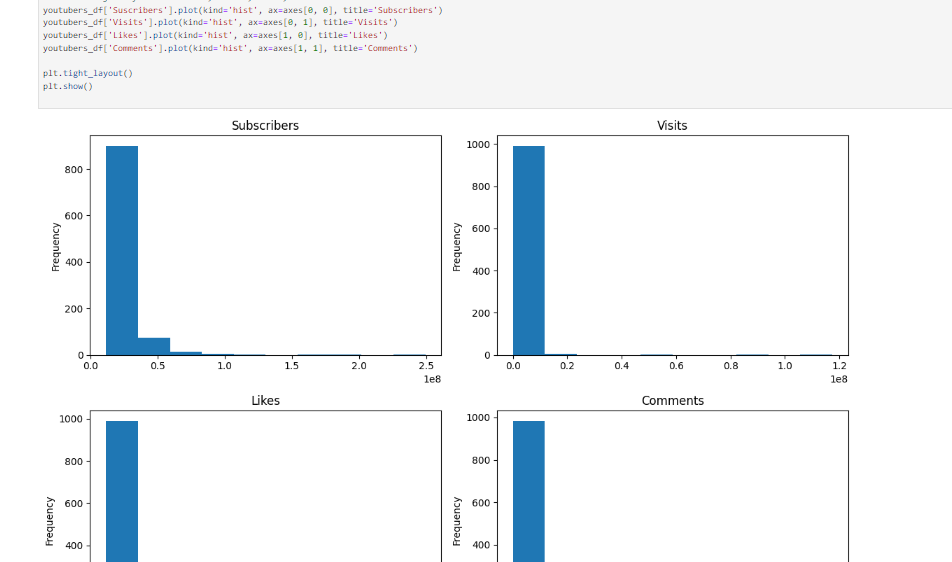 youtubers_df['Suscribers'].plot(kind='hist', ax=axes[0, 0], title='Subscribers')
youtubers_df['Visits'].plot(kind='hist', ax=axes[0, 1], title='Visits')
youtubers_df['Likes'].plot(kind='hist', ax=axes[1, 0], title='Likes')
youtubers_df['Comments'].plot(kind='hist', ax=axes[1, 1], title='Comments')
plt.tight_layout()
plt.show()
Subscribers
Frequency
800
600
400
200
0
0.0 0.5 1.0 1.5 2.0 2.5
1e8
Visits
Frequency
1000
800
600
400
200
0
0.0 0.2 0.4 0.6 0.8 1.0 1.2
1e8
Likes
Frequency
1000
800
600
400
Comments
Frequency
1000
800
600
400